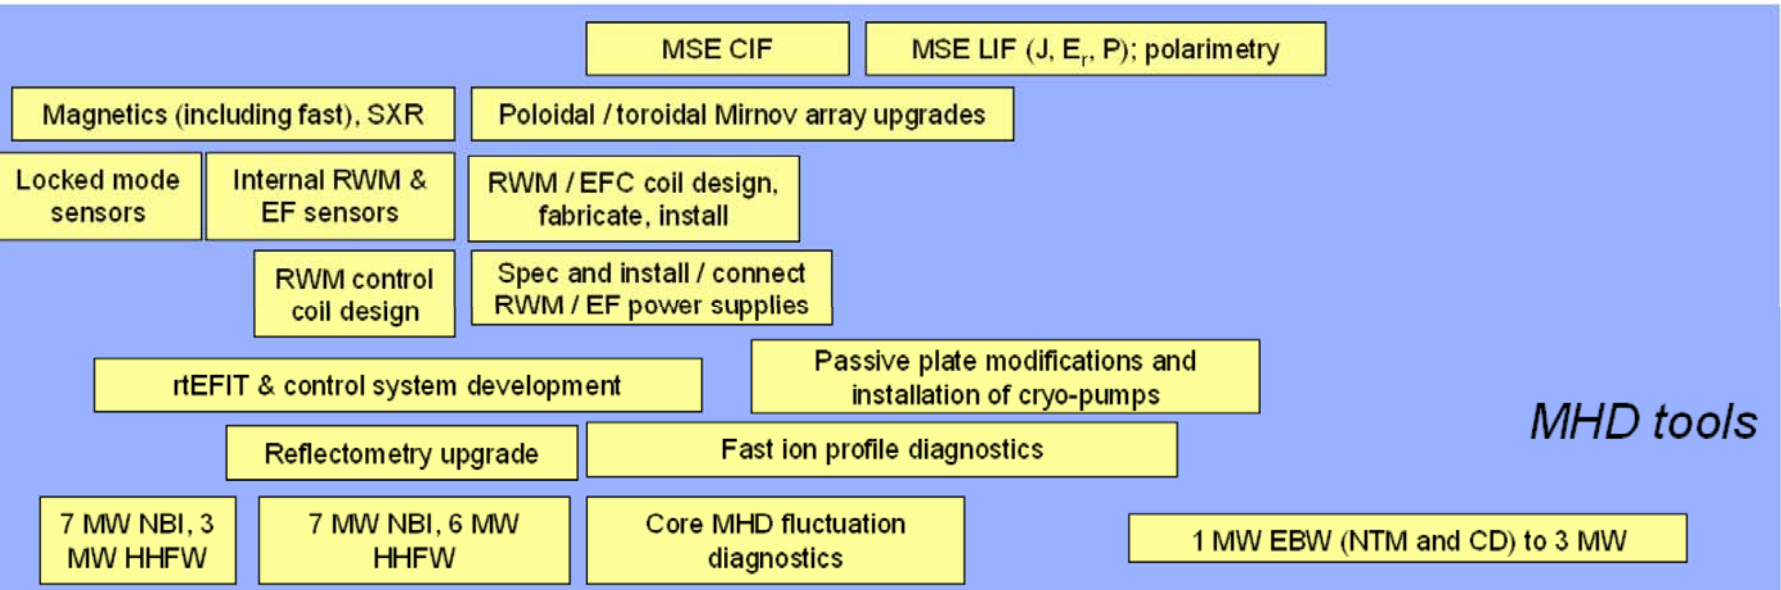 MSE CIF
MSE LIF (J, Er, P); polarimetry
Magnetics (including fast), SXR
Poloidal / toroidal Mirnov array upgrades
Locked mode
sensors
Internal RWM &
EF sensors
RWM / EFC coil design,
fabricate, install
RWM control
coil design
Spec and install / connect
RWM / EF power supplies
rtEFIT & control system development
Passive plate modifications and
installation of cryo-pumps
MHD tools
Reflectometry upgrade
Fast ion profile diagnostics
7 MW NBI, 3
MW HHFW
7 MW NBI, 6 MW
HHFW
Core MHD fluctuation
diagnostics
1 MW EBW (NTM and CD) to 3 MW